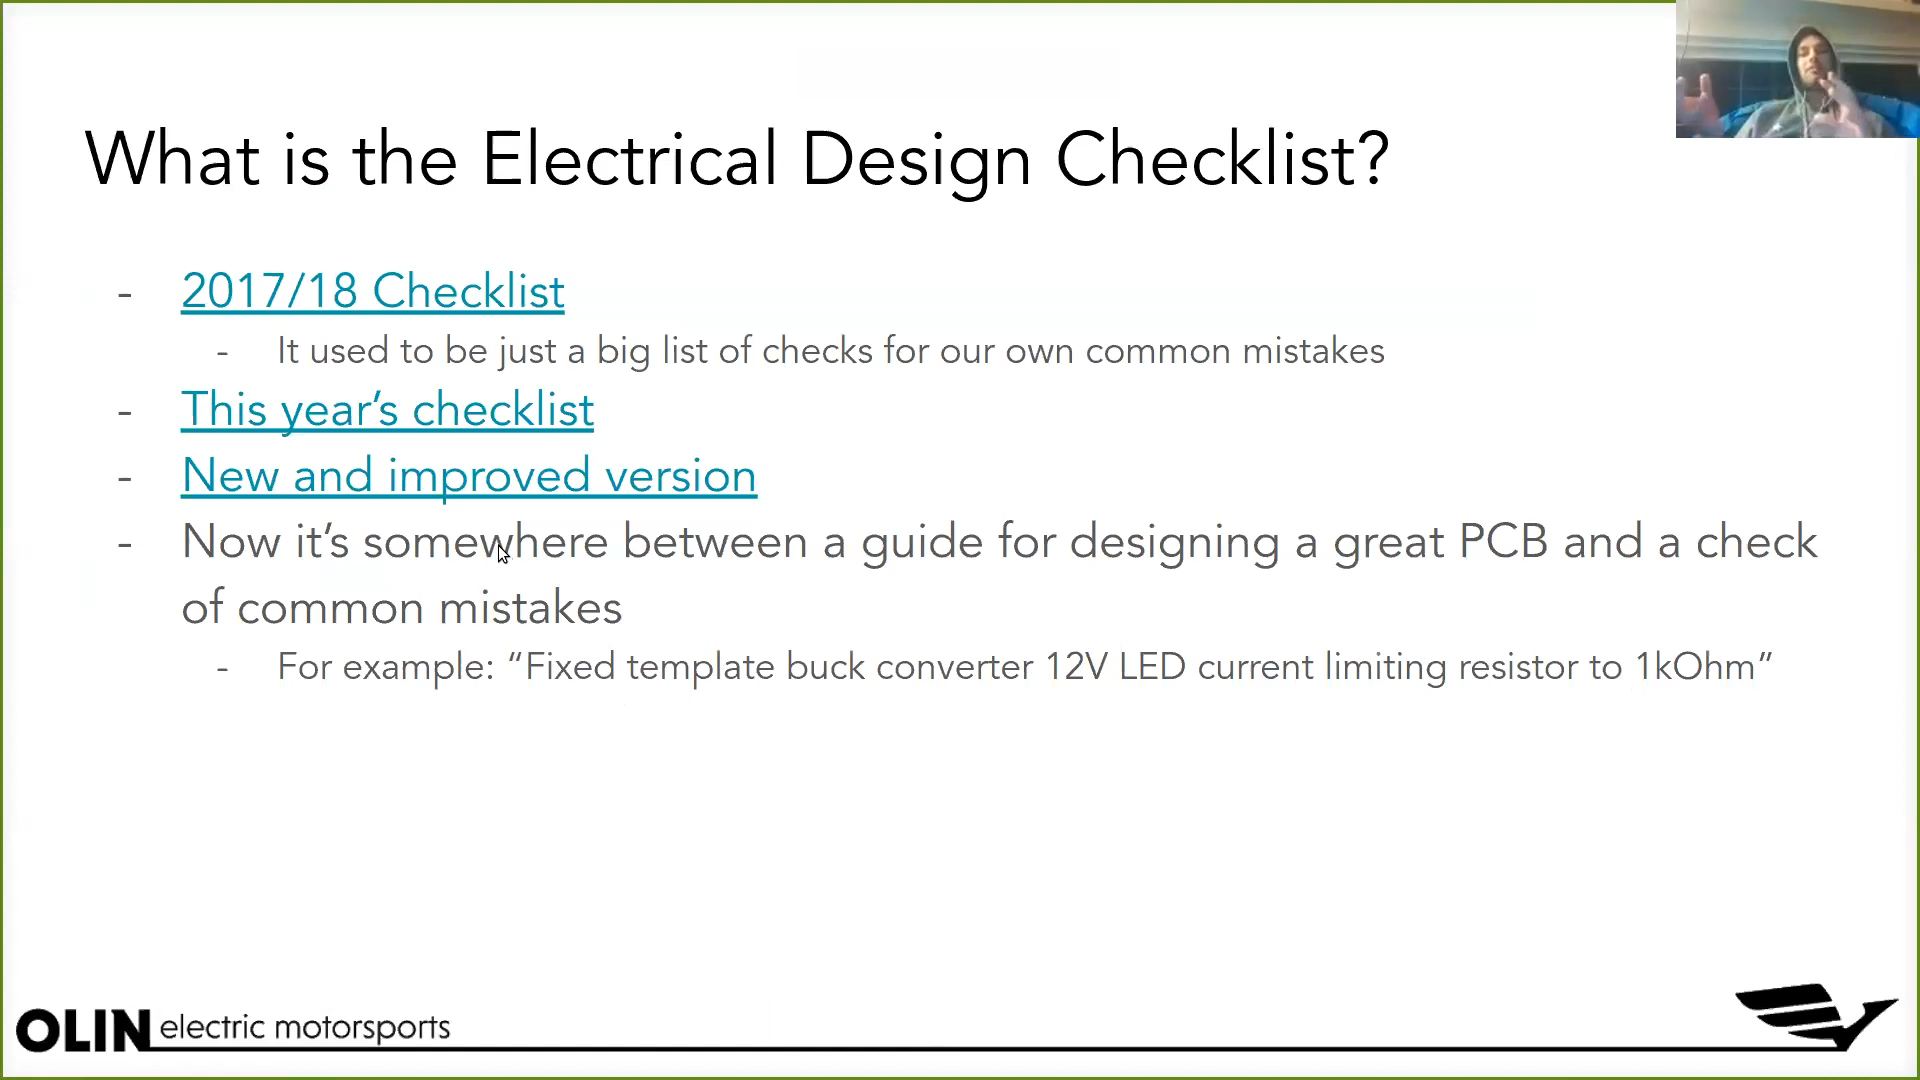 What is the Electrical Design Checklist?
- 2017/18 Checklist
- It used to be just a big list of checks for our own common mistakes
- This year’s checklist
- New and improved version
- Now it’s somewhere between a guide for designing a great PCB and a check
of common mistakes
- For example: “Fixed template buck converter 12V LED current limiting resistor to 1kOhm”
OLIN electric motorsports